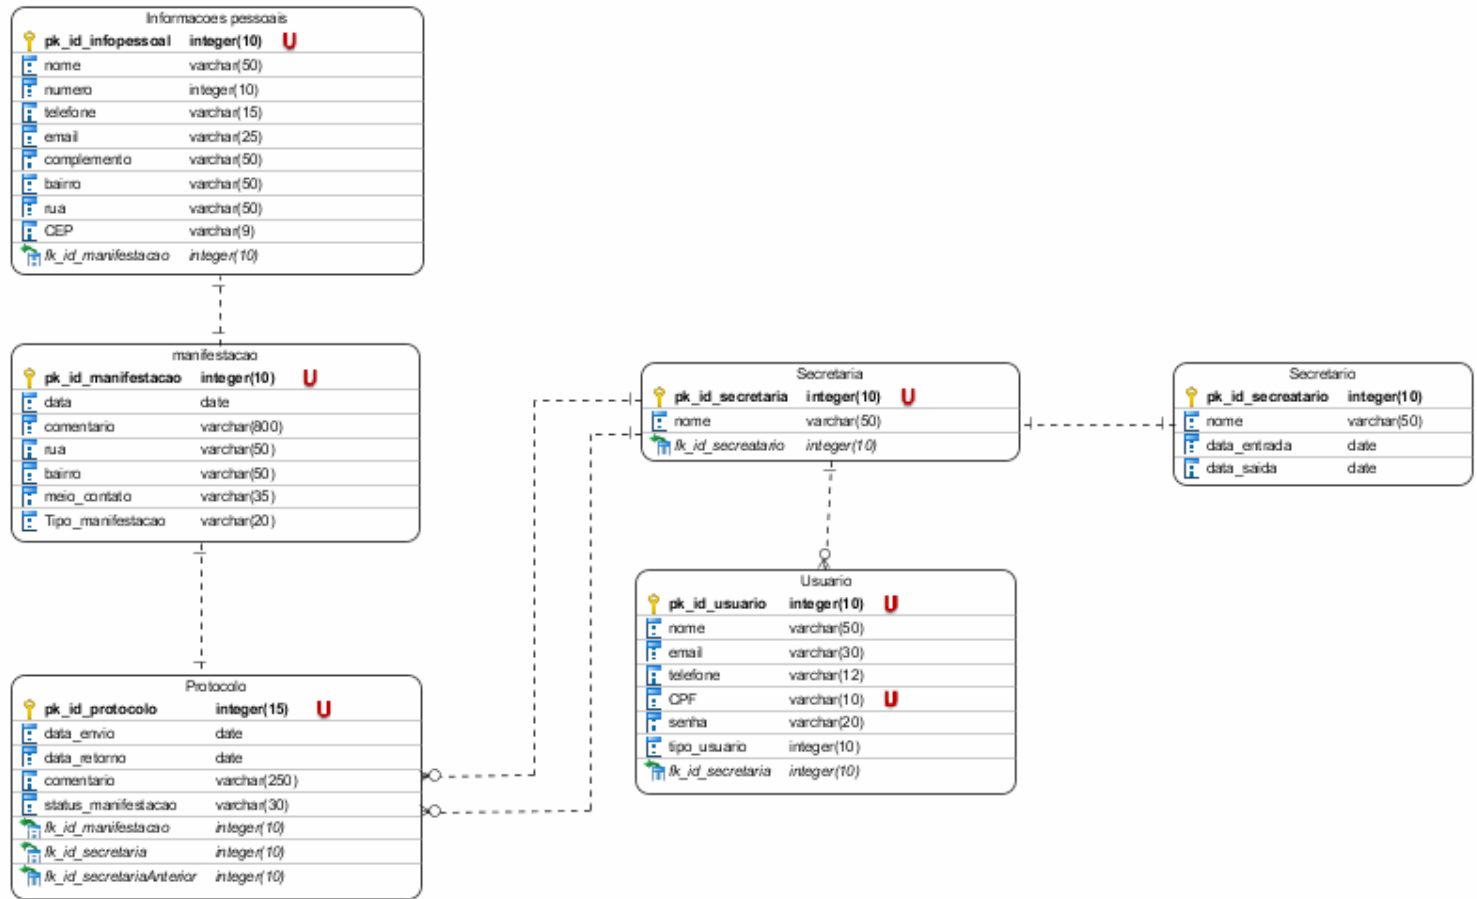 Informacoes pessoais
pk_id_infopessoal integer(10) U
nome varchar(50)
numero integer(10)
telefone varchar(15)
email varchar(25)
complemento varchar(50)
bairro varchar(50)
rua varchar(50)
CEP varchar(9)
fk_id_manifestacao integer(10)
manifestacao
pk_id_manifestacao integer(10) U
data date
comentario varchar(800)
rua varchar(50)
bairro varchar(50)
meio_contato varchar(35)
Tipo_manifestacao varchar(20)
Protocolo
pk_id_protocolo integer(15) U
data_envio date
data_retorno date
comentario varchar(250)
status_manifestacao varchar(30)
fk_id_manifestacao integer(10)
fk_id_secretaria integer(10)
fk_id_secretariaAnterior integer(10)
Secretaria
pk_id_secretaria integer(10) U
nome varchar(50)
fk_id_secreatario integer(10)
Usuario
pk_id_usuario integer(10) U
nome varchar(50)
email varchar(30)
telefone varchar(12)
CPF varchar(10) U
senha varchar(20)
tipo_usuario integer(10)
fk_id_secretaria integer(10)
Secretario
pk_id_secreatario integer(10)
nome varchar(50)
data_entrada date
data_saida date